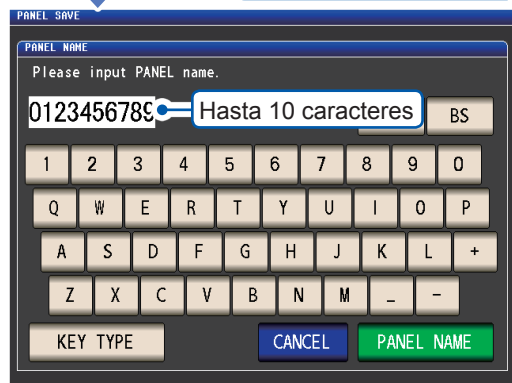 PANEL SAVE
PANEL NAME
Please input PANEL name.
0123456789 Hasta 10 caracteres BS
1 2 3 4 5 6 7 8 9 0
Q W E R T Y U I O P
A S D F G H J K L +
Z X C V B N M _ -
KEY TYPE CANCEL PANEL NAME